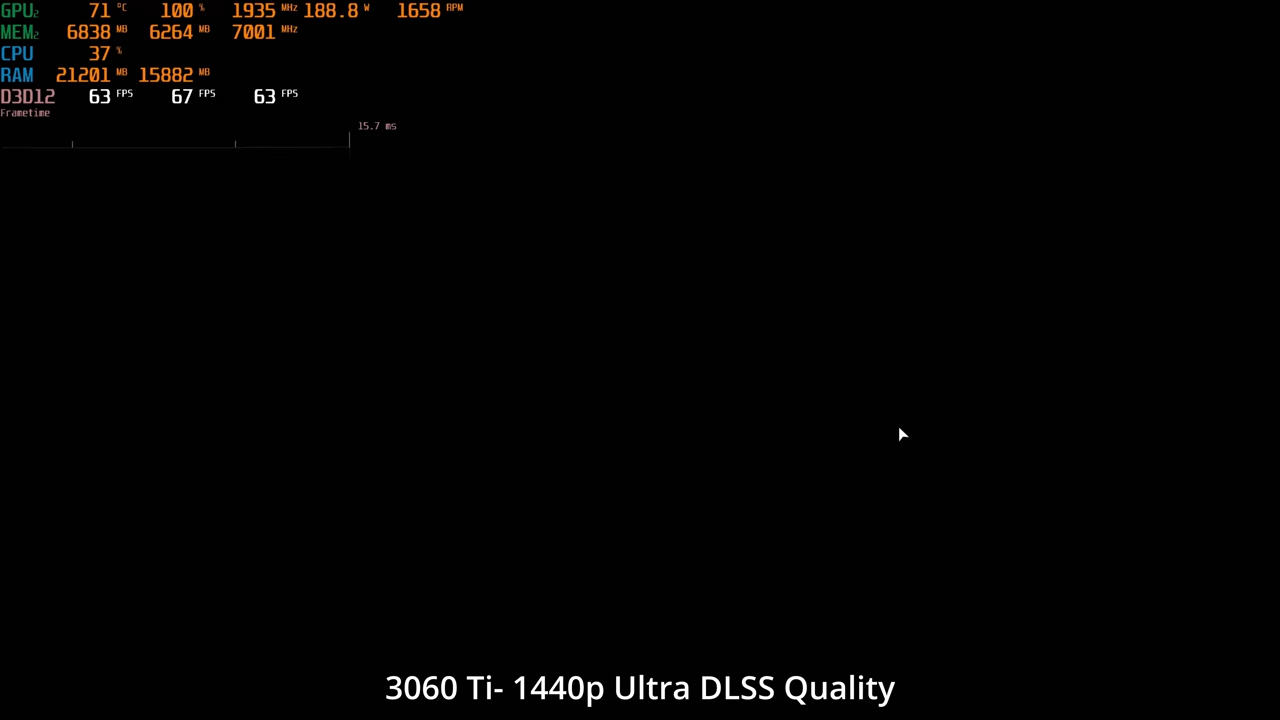 GPU2 71 °C 100 % 1935 MHz 188.8 W 1658 RPM
MEM2 6838 MB 6264 MB 7001 MHz
CPU 37 %
RAM 21201 MB 15882 MB
D3D12 63 FPS 67 FPS 63 FPS
Frametime
15.7 ms
3060 Ti- 1440p Ultra DLSS Quality